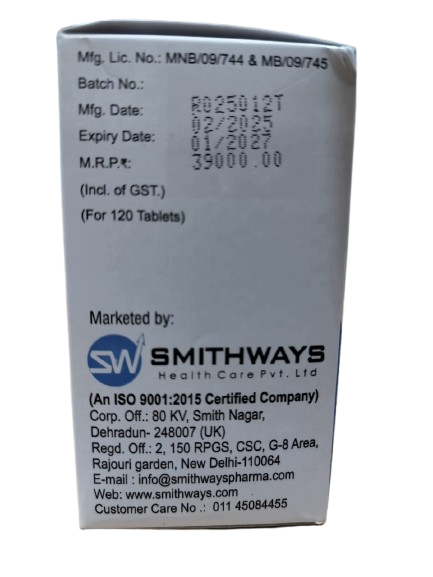 Mfg. Lic. No.: MNB/09/744 & MB/09/745
Batch No.: R025012T
Mfg. Date: 02/2025
Expiry Date: 01/2027
M.R.P.₹: 39000.00
(Incl. of GST.)
(For 120 Tablets)
Marketed by:
SW SMITHWAYS
Health Care Pvt. Ltd
(An ISO 9001:2015 Certified Company)
Corp. Off.: 80 KV, Smith Nagar,
Dehradun- 248007 (UK)
Regd. Off.: 2, 150 RPGS, CSC, G-8 Area,
Rajouri garden, New Delhi-110064
E-mail : info@smithwayspharma.com
Web: www.smithways.com
Customer Care No .: 011 45084455